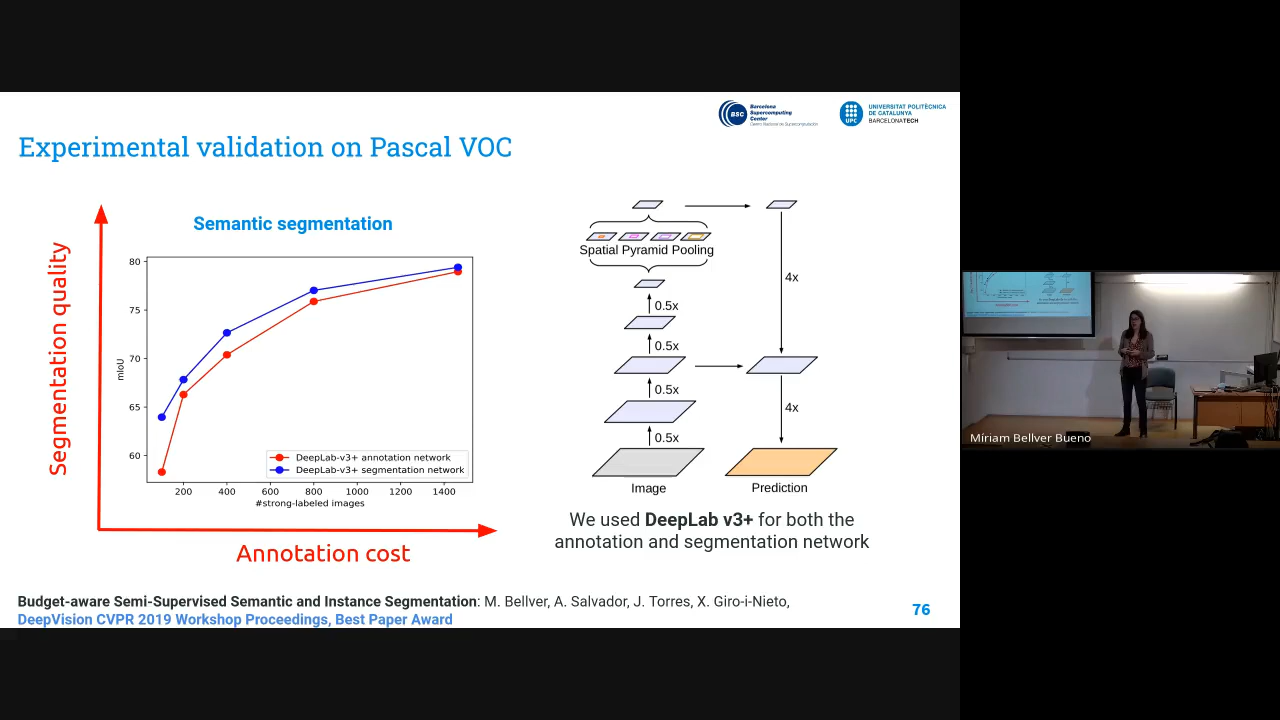 BSC
Barcelona
Supercomputing
Center
Centro Nacional de Supercomputación
UPC
UNIVERSITAT POLITÈCNICA
DE CATALUNYA
BARCELONATECH
Experimental validation on Pascal VOC
Segmentation quality
Semantic segmentation
80
75
70
65
60
mIoU
DeepLab-v3+ annotation network
DeepLab-v3+ segmentation network
200 400 600 800 1000 1200 1400
#strong-labeled images
Annotation cost
Spatial Pyramid Pooling
0.5x
0.5x
0.5x
0.5x
4x
4x
Image
Prediction
We used DeepLab v3+ for both the
annotation and segmentation network
Budget-aware Semi-Supervised Semantic and Instance Segmentation: M. Bellver, A. Salvador, J. Torres, X. Giro-i-Nieto,
DeepVision CVPR 2019 Workshop Proceedings, Best Paper Award
76
Míriam Bellver Bueno